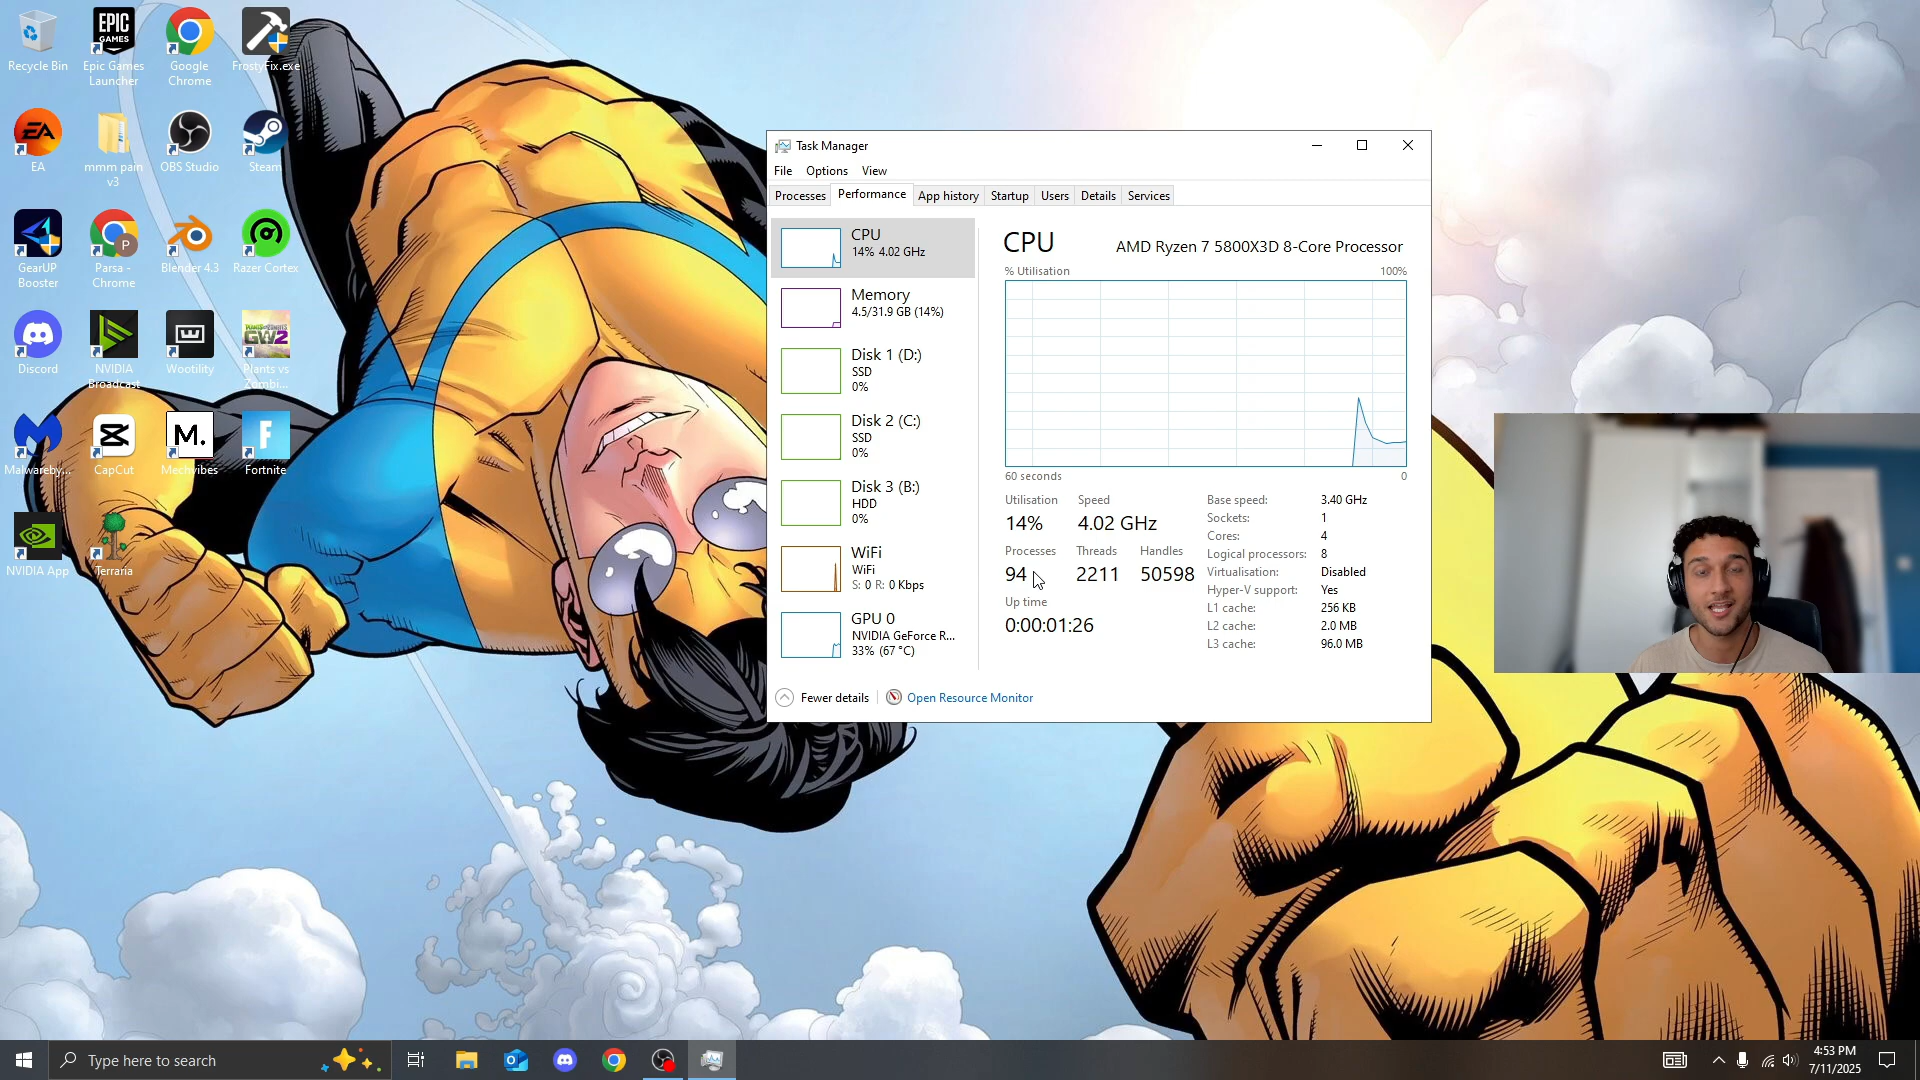 Recycle Bin
EPIC
GAMES
Epic Games
Launcher
Google
Chrome
FrostyFix.exe
EA
EA
mmm pain
v3
OBS Studio
Steam
GearUP
Booster
P
Parsa -
Chrome
Blender 4.3
Razer Cortex
Discord
NVIDIA
Broadcast
Wootility
GW2
Plants vs
Zombi...
Malwareby...
CapCut
M.
Mechvibes
F
Fortnite
NVIDIA App
Terraria
Task Manager
File Options View
Processes Performance App history Startup Users Details Services
CPU
14% 4.02 GHz
Memory
4.5/31.9 GB (14%)
Disk 1 (D:)
SSD
0%
Disk 2 (C:)
SSD
0%
Disk 3 (B:)
HDD
0%
WiFi
WiFi
S: 0 R: 0 Kbps
GPU 0
NVIDIA GeForce R...
33% (67 °C)
CPU AMD Ryzen 7 5800X3D 8-Core Processor
% Utilisation 100%
60 seconds 0
Utilisation Speed
14% 4.02 GHz
Processes Threads Handles
94 2211 50598
Up time
0:00:01:26
Base speed: 3.40 GHz
Sockets: 1
Cores: 4
Logical processors: 8
Virtualisation: Disabled
Hyper-V support: Yes
L1 cache: 256 KB
L2 cache: 2.0 MB
L3 cache: 96.0 MB
Fewer details Open Resource Monitor
Type here to search
4:53 PM
7/11/2025